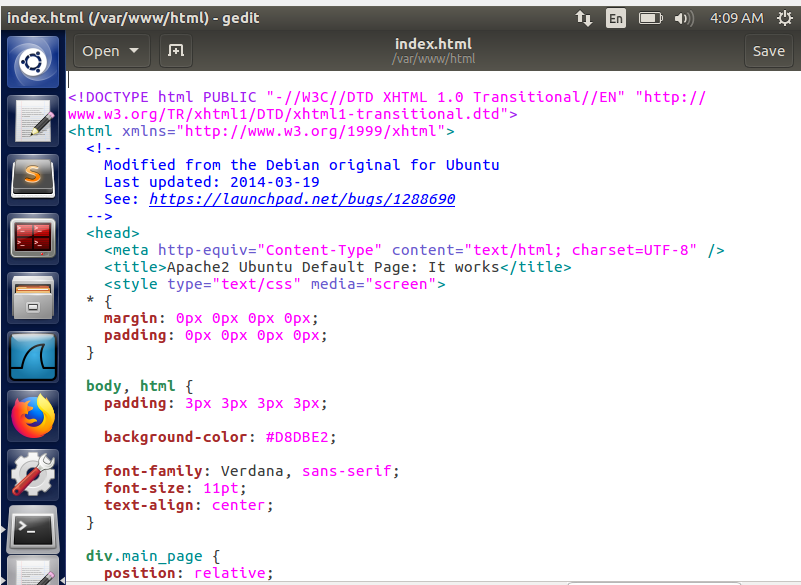 index.html (/var/www/html) - gedit
En
4:09 AM
Open
index.html
/var/www/html
Save
<!DOCTYPE html PUBLIC "-//W3C//DTD XHTML 1.0 Transitional//EN" "http://
www.w3.org/TR/xhtml1/DTD/xhtml1-transitional.dtd">
<html xmlns="http://www.w3.org/1999/xhtml">
<!--
Modified from the Debian original for Ubuntu
Last updated: 2014-03-19
See: https://launchpad.net/bugs/1288690
-->
<head>
<meta http-equiv="Content-Type" content="text/html; charset=UTF-8" />
<title>Apache2 Ubuntu Default Page: It works</title>
<style type="text/css" media="screen">
* {
margin: 0px 0px 0px 0px;
padding: 0px 0px 0px 0px;
}
body, html {
padding: 3px 3px 3px 3px;
background-color: #D8DBE2;
font-family: Verdana, sans-serif;
font-size: 11pt;
text-align: center;
}
div.main_page {
position: relative;